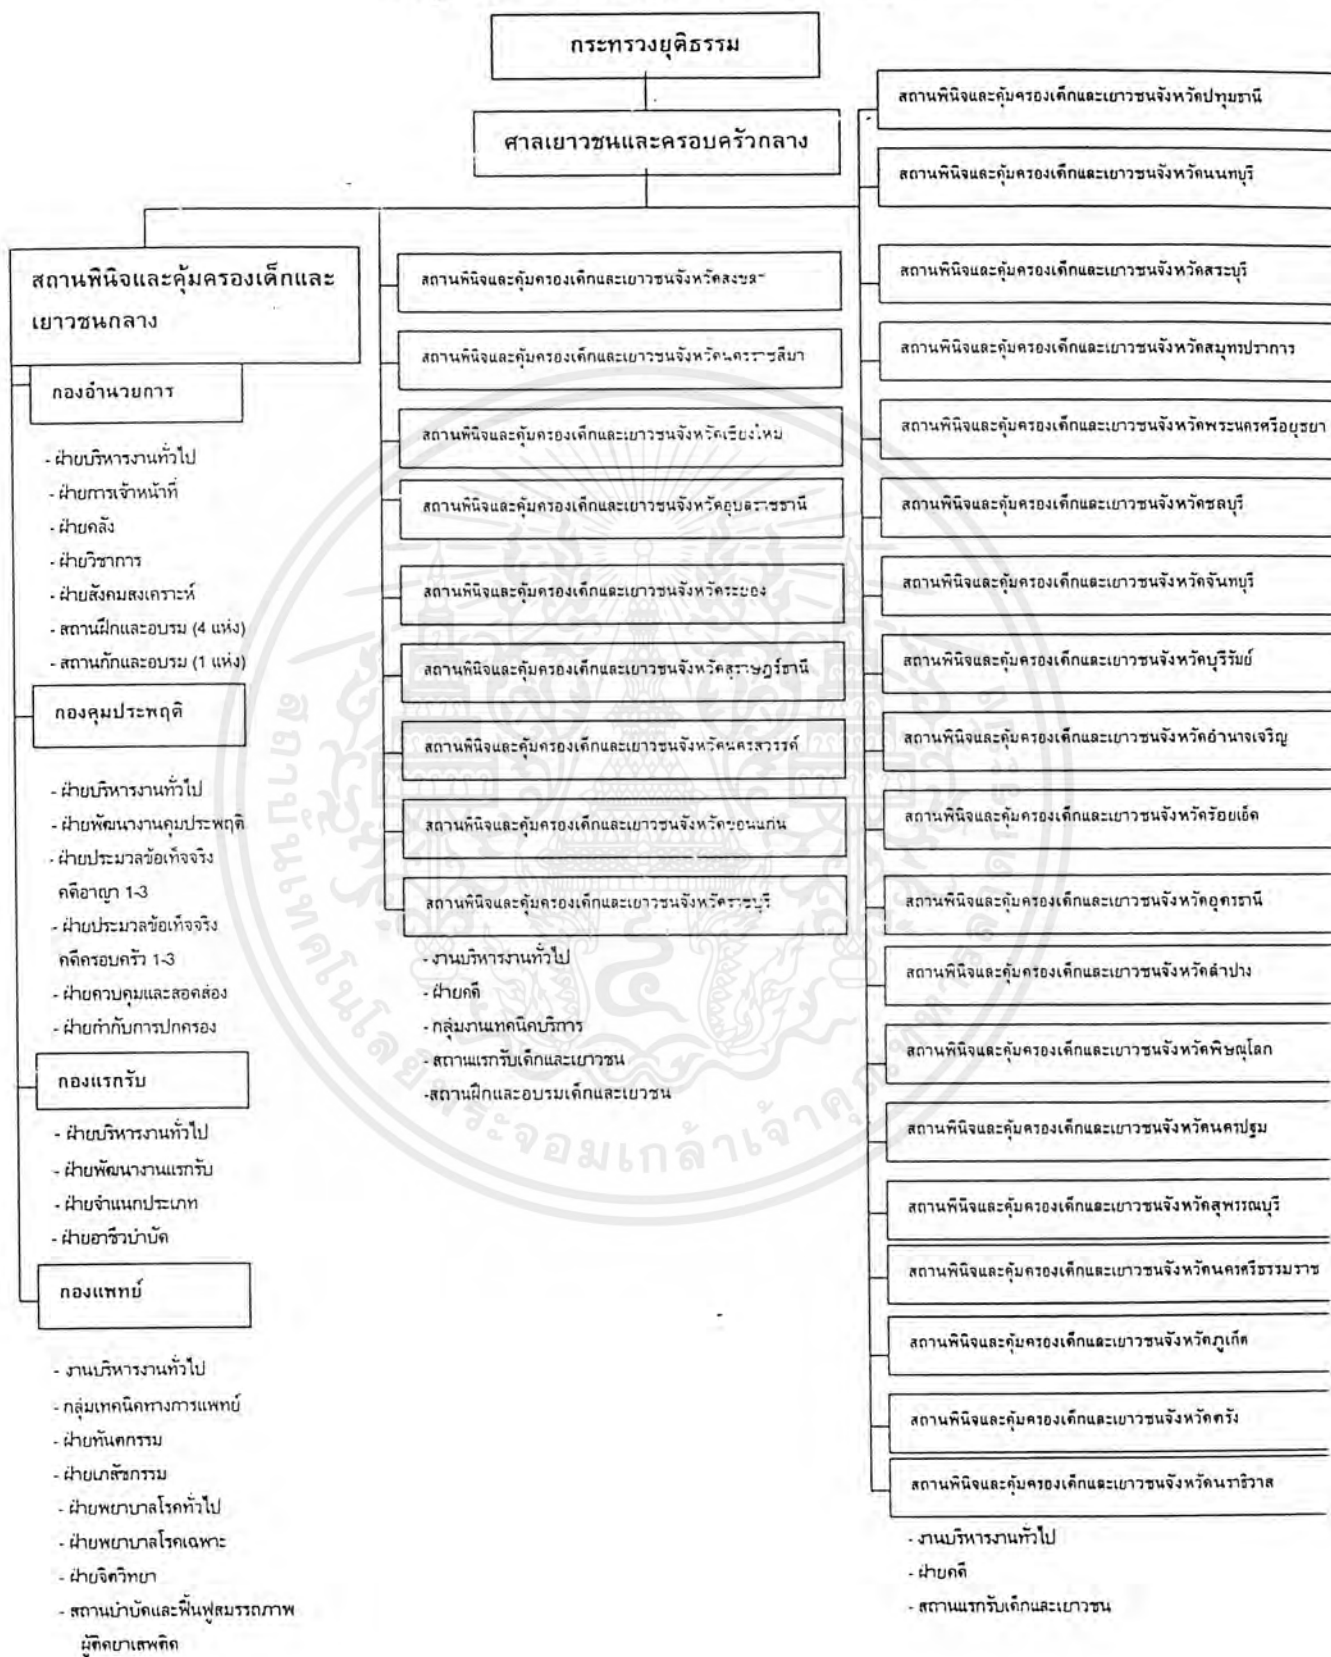 กระทรวงยุติธรรม
ศาลเยาวชนและครอบครัวกลาง
สถานพินิจและคุ้มครองเด็กและ
เยาวชนกลาง
กองอำนวยการ
- ฝ่ายบริหารงานทั่วไป
- ฝ่ายการเจ้าหน้าที่
- ฝ่ายคลัง
- ฝ่ายวิชาการ
- ฝ่ายสังคมสงเคราะห์
- สถานฝึกและอบรม (4 แห่ง)
- สถานกักและอบรม (1 แห่ง)
กองคุมประพฤติ
- ฝ่ายบริหารงานทั่วไป
- ฝ่ายพัฒนางานคุมประพฤติ
- ฝ่ายประมวลข้อเท็จจริง
คดีอาญา 1-3
- ฝ่ายประมวลข้อเท็จจริง
คดีครอบครัว 1-3
- ฝ่ายควบคุมและสอดส่อง
- ฝ่ายกำกับการปกครอง
กองแรกรับ
- ฝ่ายบริหารงานทั่วไป
- ฝ่ายพัฒนางานแรกรับ
- ฝ่ายจำแนกประเภท
- ฝ่ายอาชีวบำบัด
กองแพทย์
- งานบริหารงานทั่วไป
- กลุ่มเทคนิคทางการแพทย์
- ฝ่ายทันตกรรม
- ฝ่ายเภสัชกรรม
- ฝ่ายพยาบาลโรคทั่วไป
- ฝ่ายพยาบาลโรคเฉพาะ
- ฝ่ายจิตวิทยา
- สถานบำบัดและฟื้นฟูสมรรถภาพ
ผู้ติดยาเสพติด
สถานพินิจและคุ้มครองเด็กและเยาวชนจังหวัดสงขลา
สถานพินิจและคุ้มครองเด็กและเยาวชนจังหวัดนครราชสีมา
สถานพินิจและคุ้มครองเด็กและเยาวชนจังหวัดเชียงใหม่
สถานพินิจและคุ้มครองเด็กและเยาวชนจังหวัดอุบลราชธานี
สถานพินิจและคุ้มครองเด็กและเยาวชนจังหวัดระยอง
สถานพินิจและคุ้มครองเด็กและเยาวชนจังหวัดสุราษฎร์ธานี
สถานพินิจและคุ้มครองเด็กและเยาวชนจังหวัดนครสวรรค์
สถานพินิจและคุ้มครองเด็กและเยาวชนจังหวัดขอนแก่น
สถานพินิจและคุ้มครองเด็กและเยาวชนจังหวัดราชบุรี
- งานบริหารงานทั่วไป
- ฝ่ายคดี
- กลุ่มงานเทคนิคบริการ
- สถานแรกรับเด็กและเยาวชน
-สถานฝึกและอบรมเด็กและเยวชน
สถานพินิจและคุ้มครองเด็กและเยาวชนจังหวัดปทุมธานี
สถานพินิจและคุ้มครองเด็กและเยาวชนจังหวัดนนทบุรี
สถานพินิจและคุ้มครองเด็กและเยาวชนจังหวัดสระบุรี
สถานพินิจและคุ้มครองเด็กและเยาวชนจังหวัดสมุทรปราการ
สถานพินิจและคุ้มครองเด็กและเยาวชนจังหวัดพระนครศรีอยุธยา
สถานพินิจและคุ้มครองเด็กและเยาวชนจังหวัดชลบุรี
สถานพินิจและคุ้มครองเด็กและเยาวชนจังหวัดจันทบุรี
สถานพินิจและคุ้มครองเด็กและเยาวชนจังหวัดบุรีรัมย์
สถานพินิจและคุ้มครองเด็กและเยาวชนจังหวัดอำนาจเจริญ
สถานพินิจและคุ้มครองเด็กและเยาวชนจังหวัดร้อยเอ็ด
สถานพินิจและคุ้มครองเด็กและเยาวชนจังหวัดอุดรธานี
สถานพินิจและคุ้มครองเด็กและเยาวชนจังหวัดลำปาง
สถานพินิจและคุ้มครองเด็กและเยาวชนจังหวัดพิษณุโลก
สถานพินิจและคุ้มครองเด็กและเยาวชนจังหวัดนครปฐม
สถานพินิจและคุ้มครองเด็กและเยาวชนจังหวัดสุพรรณบุรี
สถานพินิจและคุ้มครองเด็กและเยาวชนจังหวัดนครศรีธรรมราช
สถานพินิจและคุ้มครองเด็กและเยาวชนจังหวัดภูเก็ต
สถานพินิจและคุ้มครองเด็กและเยาวชนจังหวัดตรัง
สถานพินิจและคุ้มครองเด็กและเยาวชนจังหวัดนราธิวาส
- งานบริหารงานทั่วไป
- ฝ่ายคดี
- สถานแรกรับเด็กและเยาวชน
สถาบันเทคโนโลยีพระจอมเกล้าเจ้าคุณทหารลาดกระบัง